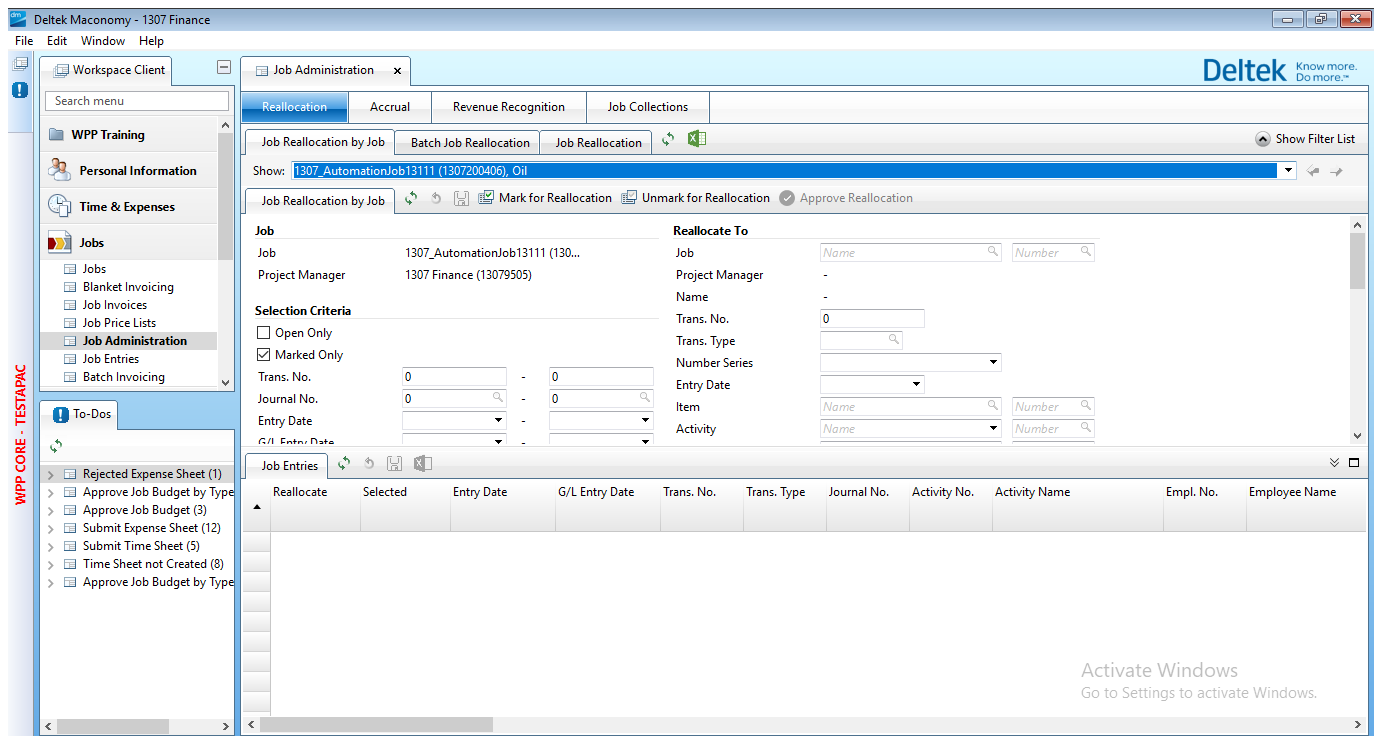 Deltek Maconomy - 1307 Finance
File Edit Window Help
Workspace Client
Search menu
WPP Training
Personal Information
Time & Expenses
Jobs
Jobs
Blanket Invoicing
Job Invoices
Job Price Lists
Job Administration
Job Entries
Batch Invoicing
WPP CORE - TESTAPAC
To-Dos
Rejected Expense Sheet (1)
Approve Job Budget by Type
Approve Job Budget (3)
Submit Expense Sheet (12)
Submit Time Sheet (5)
Time Sheet not Created (8)
Approve Job Budget by Type
Job Administration x
Deltek Know more.
Do more.™
Reallocation Accrual Revenue Recognition Job Collections
Job Reallocation by Job Batch Job Reallocation Job Reallocation Show Filter List
Show: 1307_AutomationJob13111 (1307200406), Oil
Job Reallocation by Job Mark for Reallocation Unmark for Reallocation Approve Reallocation
Job
Job 1307_AutomationJob13111 (130...
Project Manager 1307 Finance (13079505)
Selection Criteria
Open Only
Marked Only
Trans. No. 0 - 0
Journal No. 0 - 0
Entry Date -
G/L Entry Date -
Reallocate To
Job Name Number
Project Manager -
Name -
Trans. No. 0
Trans. Type
Number Series
Entry Date
Item Name Number
Activity Name Number
Job Entries
Reallocate Selected Entry Date G/L Entry Date Trans. No. Trans. Type Journal No. Activity No. Activity Name Empl. No. Employee Name
Activate Windows
Go to Settings to activate Windows.